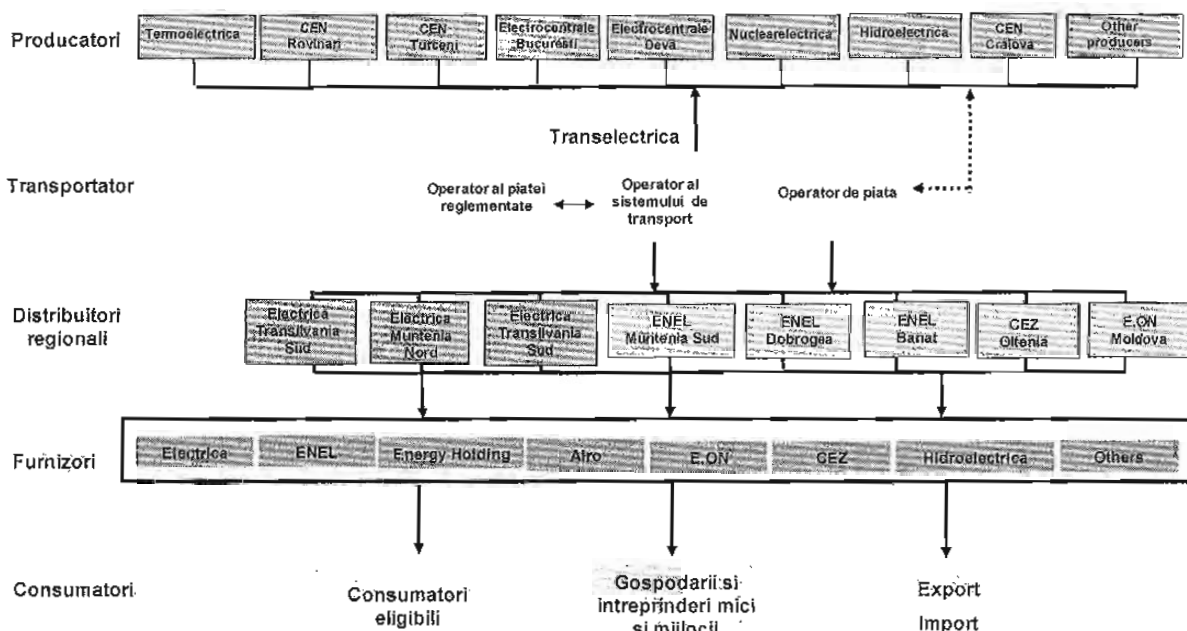 Producatori
Termoelectrica
CEN
Rovinari
CEN
Turceni
Electrocentrale
Bucuresti
Electrocentrale
Deva
Nuclearelectrica
Hidroelectrica
CEN
Craiova
Other
producers
Transelectrica
Transportator
Operator al pietei
reglementate
Operator al
sistemului de
transport
Operator de piata
Distribuitori
regionali
Electrica
Transilvania
Sud
Electrica
Muntenia
Nord
Electrica
Transilvania
Sud
ENEL
Muntenia Sud
ENEL
Dobrogea
ENEL
Banat
CEZ
Oltenia
E.ON
Moldova
Furnizori
Electrica
ENEL
Energy Holding
Alro
E.ON
CEZ
Hidroelectrica
Others
Consumatori
Consumatori
eligibili
Gospodarii si
intreprinderi mici
si mijlocii
Export
Import